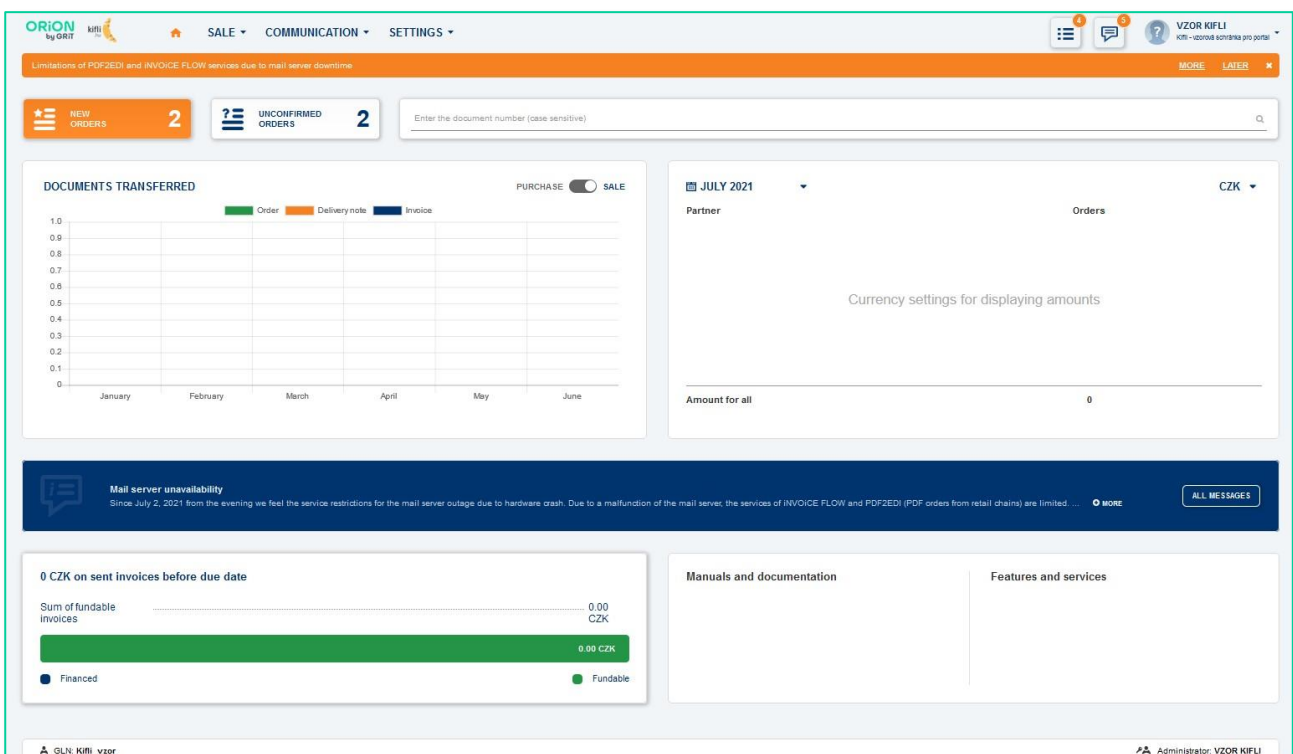 ORiON
by GRiT
kifli
SALE
COMMUNICATION
SETTINGS
4
5
VZOR KIFLI
Kifli - vzorová schránka pro portal
Limitations of PDF2EDI and iNVOiCE FLOW services due to mail server downtime
MORE
LATER
NEW
ORDERS
2
UNCONFIRMED
ORDERS
2
Enter the document number (case sensitive)
DOCUMENTS TRANSFERRED
PURCHASE
SALE
Order
Delivery note
Invoice
1.0
0.9
0.8
0.7
0.6
0.5
0.4
0.3
0.2
0.1
0
January
February
March
April
May
June
JULY 2021
CZK
Partner
Orders
Currency settings for displaying amounts
Amount for all
0
Mail server unavailability
Since July 2, 2021 from the evening we feel the service restrictions for the mail server outage due to hardware crash. Due to a malfunction of the mail server, the services of iNVOiCE FLOW and PDF2EDI (PDF orders from retail chains) are limited. ...
MORE
ALL MESSAGES
0 CZK on sent invoices before due date
Sum of fundable
invoices
0.00
CZK
0.00 CZK
Financed
Fundable
Manuals and documentation
Features and services
GLN: Kifli_vzor
Administrator: VZOR KIFLI